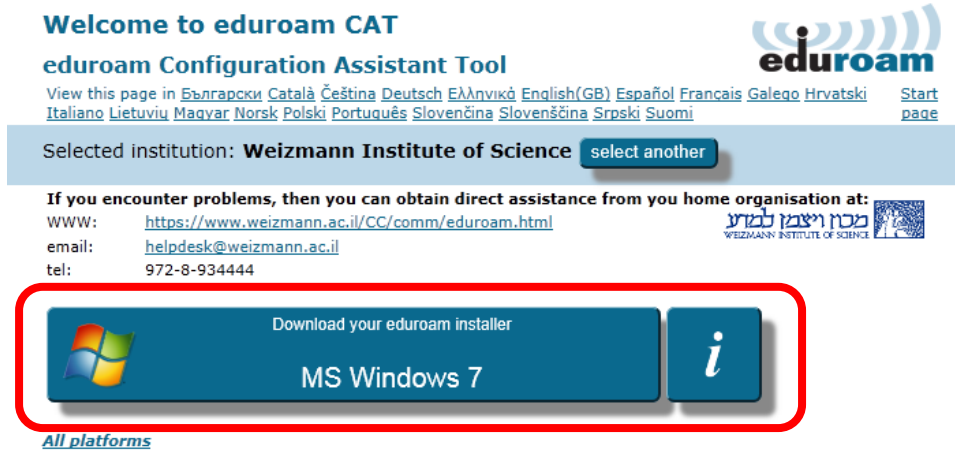 Welcome to eduroam CAT
eduroam
eduroam Configuration Assistant Tool
View this page in Български Català Čeština Deutsch Ελληνικά English(GB) Español Français Galego Hrvatski
Italiano Lietuvių Magyar Norsk Polski Português Slovenčina Slovenščina Srpski Suomi
Start
page
Selected institution: Weizmann Institute of Science select another
If you encounter problems, then you can obtain direct assistance from you home organisation at:
WWW: https://www.weizmann.ac.il/CC/comm/eduroam.html
מכון ויצמן למדע
WEIZMANN INSTITUTE OF SCIENCE
email: helpdesk@weizmann.ac.il
tel: 972-8-934444
Download your eduroam installer
MS Windows 7
i
All platforms